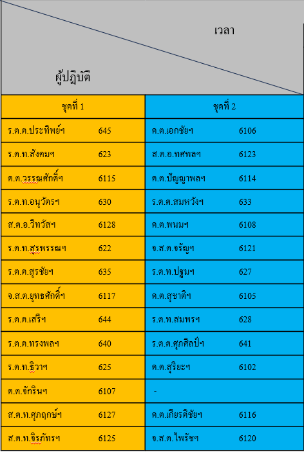 เวลา
ผู้ปฏิบัติ
ชุดที่ 1 ชุดที่ 2
ร.ต.ต.ประทีพย์ฯ 645 ด.ต.เอกชัยฯ 6106
ร.ต.ท.สังคมฯ 623 ส.ต.อ.ยศทศพลฯ 6123
ด.ต.วรรณศักดิ์ฯ 6115 ด.ต.ปัญญาพลฯ 6114
ร.ต.ท.อนุวัตรฯ 630 ร.ต.ต.สมหวังฯ 633
ส.ต.อ.วีทวัสฯ 6128 ด.ต.พนมฯ 6108
ร.ต.ท.สุรพรรณฯ 622 จ.ส.ต.จรัญฯ 6121
ร.ต.ต.สุรชัยฯ 635 ร.ต.ท.ปฐมฯ 627
จ.ส.ต.ยุทธศักดิ์ฯ 6117 ด.ต.สุชาติฯ 6105
ร.ต.ต.เสรีฯ 644 ร.ต.ท.สมพรฯ 628
ร.ต.ต.ทรงพลฯ 640 ร.ต.ต.ศุภศิลป์ฯ 641
ร.ต.ท.ธิวาฯ 625 ด.ต.สุริยะฯ 6102
ด.ต.จักรินฯ 6107 -
ส.ต.ท.ศุภฤกษ์ฯ 6127 ด.ต.เกียรติชัยฯ 6116
ส.ต.ท.จิรภัทรฯ 6125 จ.ส.ต.ไพรัชฯ 6120